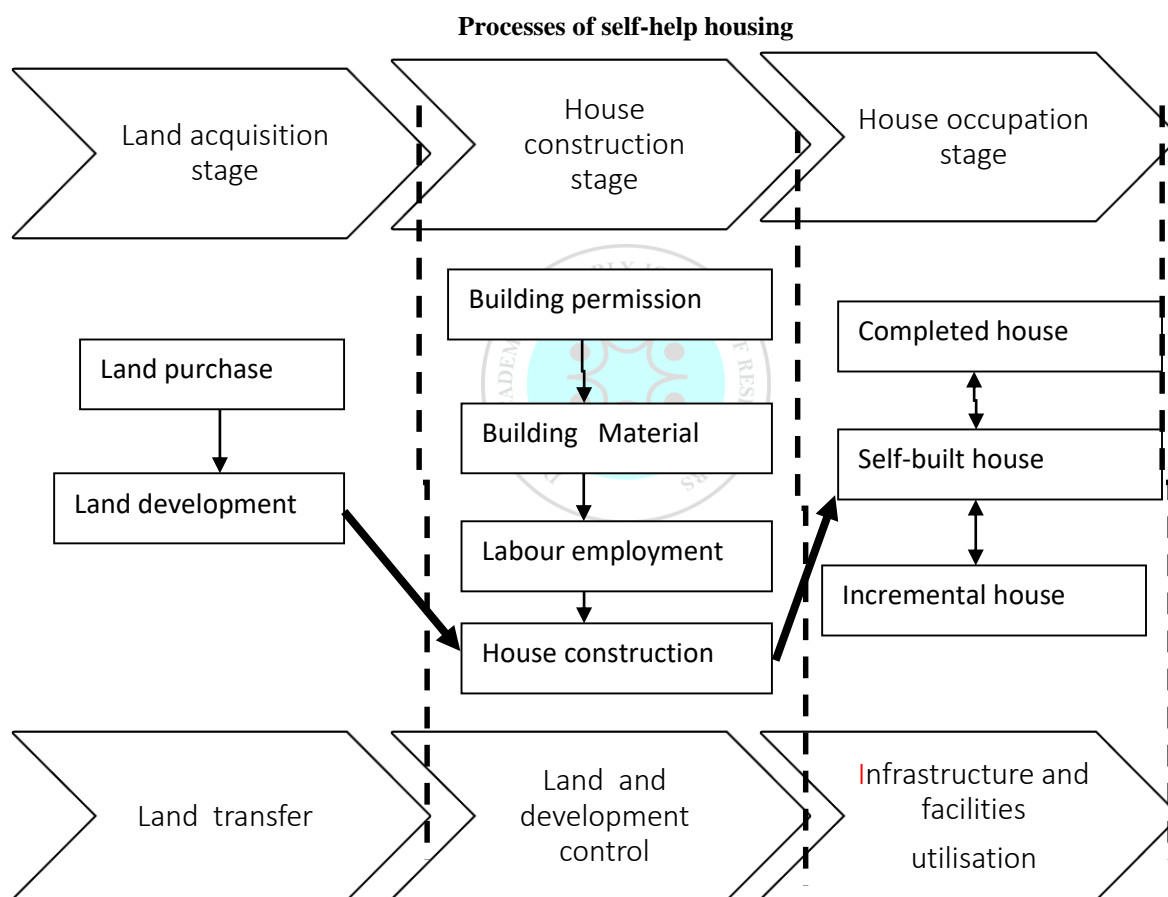 Processes of self-help housing
Land acquisition
stage
House
construction
stage
House occupation
stage
Building permission
Completed house
Land purchase
Building Material
Self-built house
Land development
Labour employment
Incremental house
House construction
Land transfer
Land and
development
control
Infrastructure and
facilities
utilisation